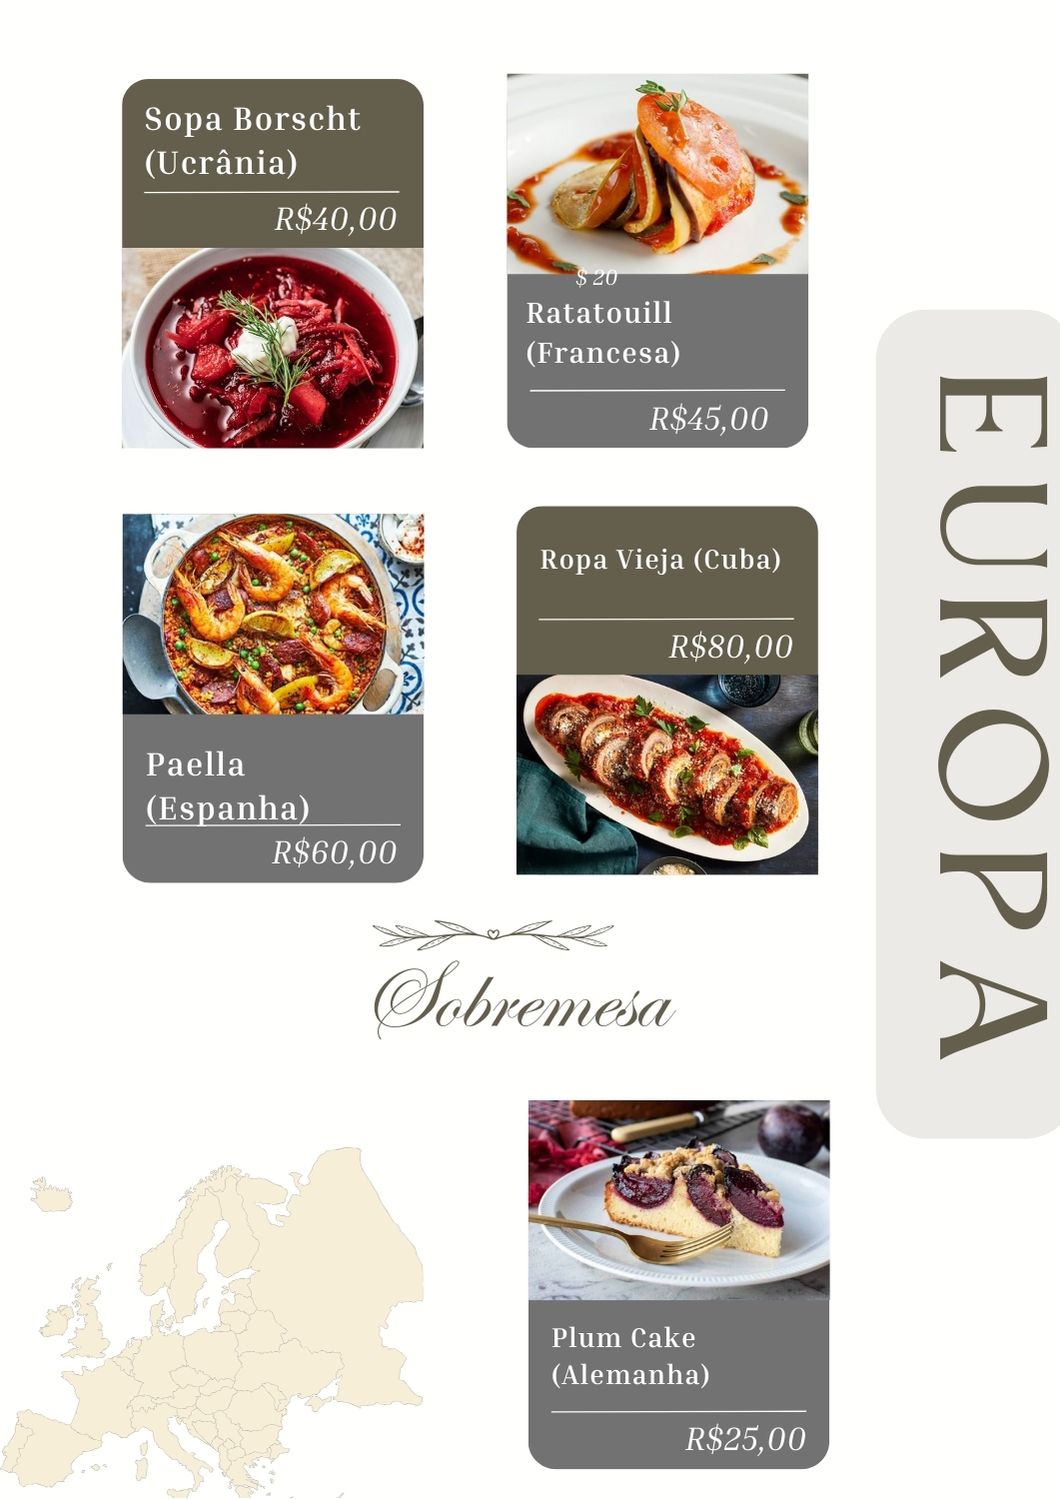 Sopa Borscht
(Ucrânia)
R$40,00
$ 20
Ratatouill
(Francesa)
R$45,00
Paella
(Espanha)
R$60,00
Ropa Vieja (Cuba)
R$80,00
EUROPA
Sobremesa
Plum Cake
(Alemanha)
R$25,00